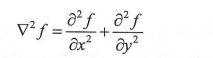 ∇²f = ∂²f/∂x² + ∂²f/∂y²